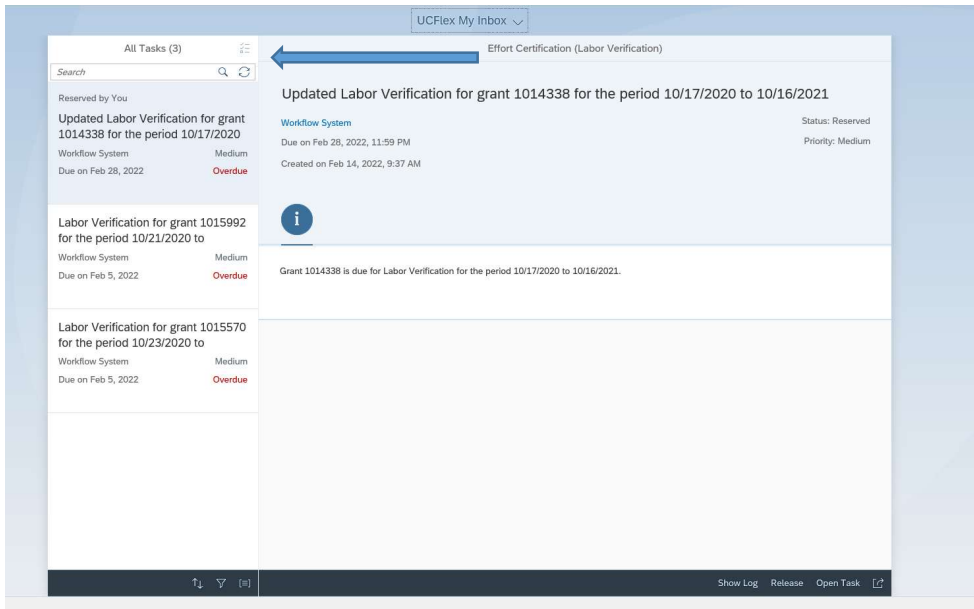 UCFlex My Inbox
All Tasks (3)
Effort Certification (Labor Verification)
Search
Reserved by You
Updated Labor Verification for grant
1014338 for the period 10/17/2020
Workflow System Medium
Due on Feb 28, 2022 Overdue
Labor Verification for grant 1015992
for the period 10/21/2020 to
Workflow System Medium
Due on Feb 5, 2022 Overdue
Labor Verification for grant 1015570
for the period 10/23/2020 to
Workflow System Medium
Due on Feb 5, 2022 Overdue
Updated Labor Verification for grant 1014338 for the period 10/17/2020 to 10/16/2021
Workflow System Status: Reserved
Due on Feb 28, 2022, 11:59 PM Priority: Medium
Created on Feb 14, 2022, 9:37 AM
i
Grant 1014338 is due for Labor Verification for the period 10/17/2020 to 10/16/2021.
Show Log Release Open Task